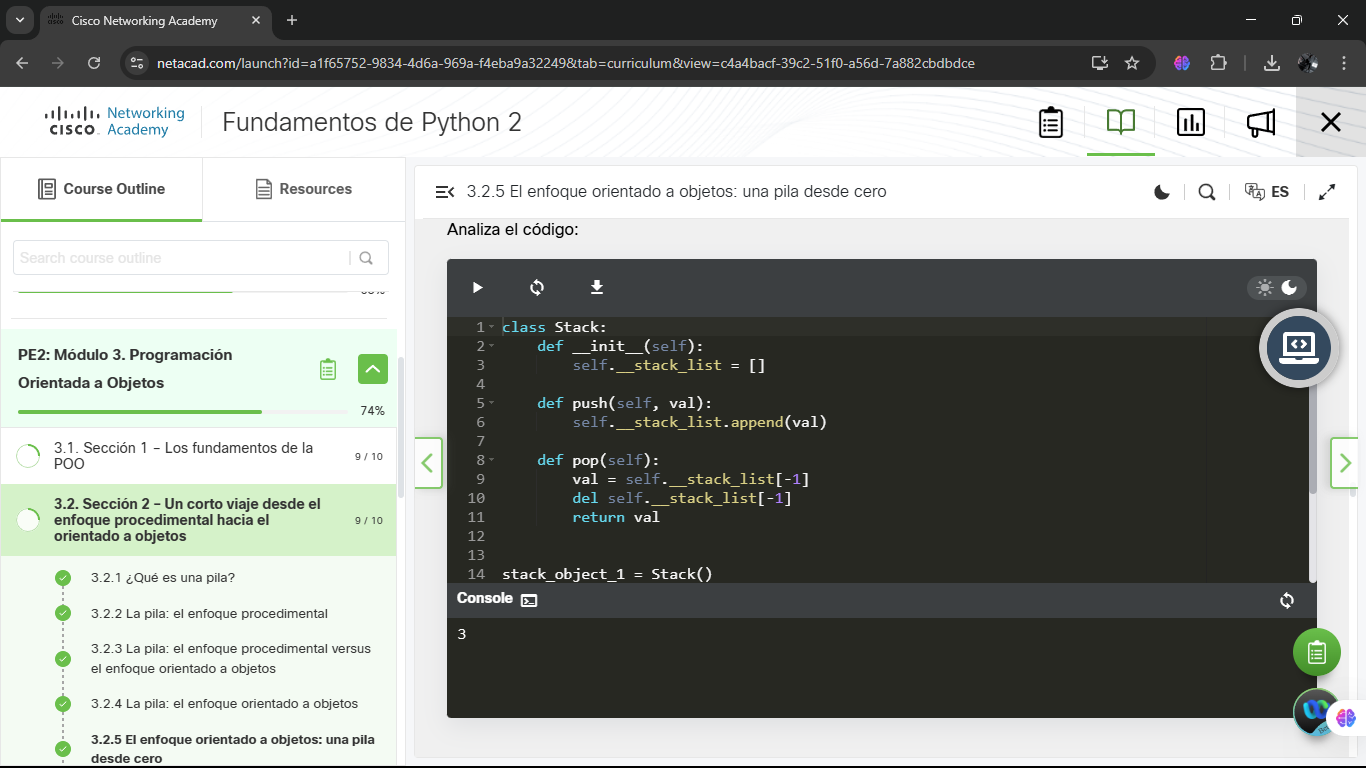 Cisco Networking Academy
netacad.com/launch?id=a1f65752-9834-4d6a-969a-f4eba9a32249&tab=curriculum&view=c4a4bacf-39c2-51f0-a56d-7a882cbdbdce
Networking
CISCO Academy
Fundamentos de Python 2
Course Outline
Resources
3.2.5 El enfoque orientado a objetos: una pila desde cero
ES
Search course outline
PE2: Módulo 3. Programación
Orientada a Objetos
74%
3.1. Sección 1 – Los fundamentos de la
POO
9 / 10
3.2. Sección 2 – Un corto viaje desde el
enfoque procedimental hacia el
orientado a objetos
9 / 10
3.2.1 ¿Qué es una pila?
3.2.2 La pila: el enfoque procedimental
3.2.3 La pila: el enfoque procedimental versus
el enfoque orientado a objetos
3.2.4 La pila: el enfoque orientado a objetos
3.2.5 El enfoque orientado a objetos: una pila
desde cero
Analiza el código:
1 class Stack:
2     def __init__(self):
3         self.__stack_list = []
4
5     def push(self, val):
6         self.__stack_list.append(val)
7
8     def pop(self):
9         val = self.__stack_list[-1]
10         del self.__stack_list[-1]
11         return val
12
13
14 stack_object_1 = Stack()
Console
3